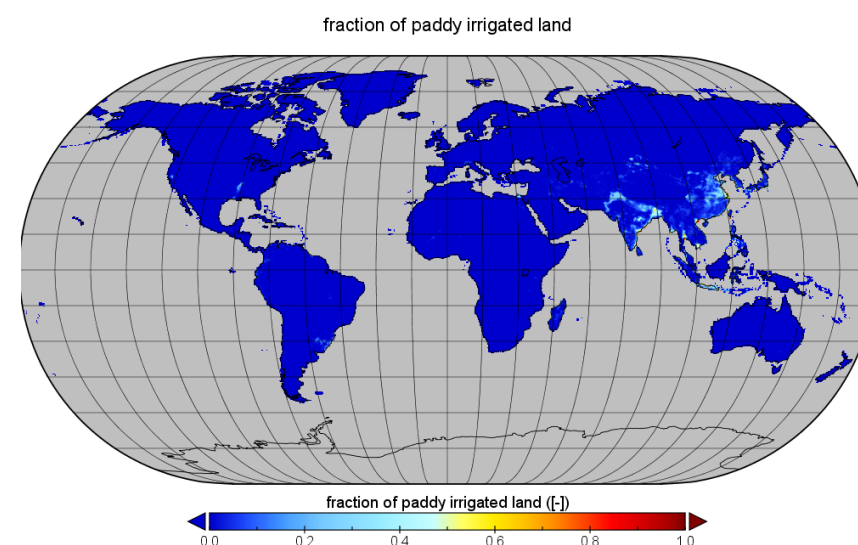 fraction of paddy irrigated land
fraction of paddy irrigated land ([-])
0.0 0.2 0.4 0.6 0.8 1.0